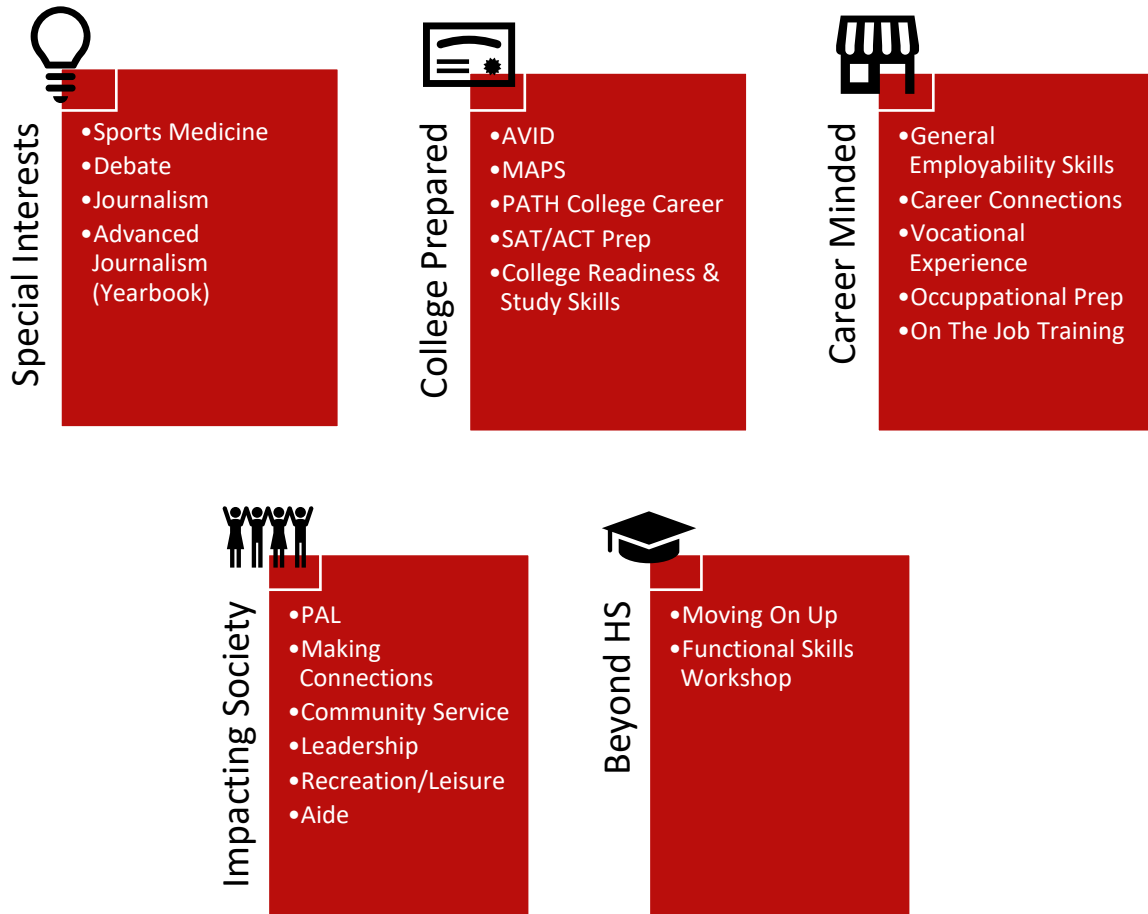 Special Interests
•Sports Medicine
•Debate
•Journalism
•Advanced
Journalism
(Yearbook)
College Prepared
•AVID
•MAPS
•PATH College Career
•SAT/ACT Prep
•College Readiness &
Study Skills
Career Minded
•General
Employability Skills
•Career Connections
•Vocational
Experience
•Occuppational Prep
•On The Job Training
Impacting Society
•PAL
•Making
Connections
•Community Service
•Leadership
•Recreation/Leisure
•Aide
Beyond HS
•Moving On Up
•Functional Skills
Workshop